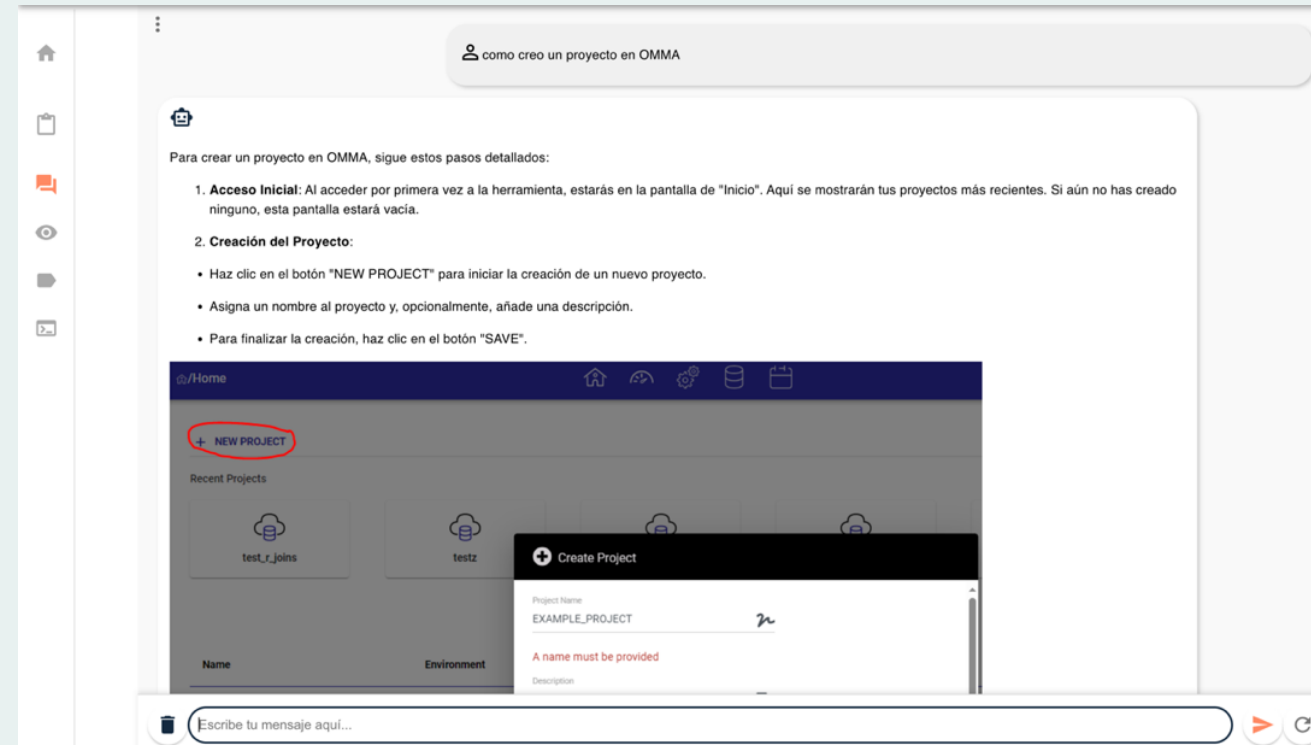 como creo un proyecto en OMMA
Para crear un proyecto en OMMA, sigue estos pasos detallados:
1. Acceso Inicial: Al acceder por primera vez a la herramienta, estarás en la pantalla de "Inicio". Aquí se mostrarán tus proyectos más recientes. Si aún no has creado
ninguno, esta pantalla estará vacía.
2. Creación del Proyecto:
• Haz clic en el botón "NEW PROJECT" para iniciar la creación de un nuevo proyecto.
• Asigna un nombre al proyecto y, opcionalmente, añade una descripción.
• Para finalizar la creación, haz clic en el botón "SAVE".
/Home
+ NEW PROJECT
Recent Projects
test_r_joins
testz
Create Project
Project Name
EXAMPLE_PROJECT
A name must be provided
Description
Name
Environment
Escribe tu mensaje aquí...